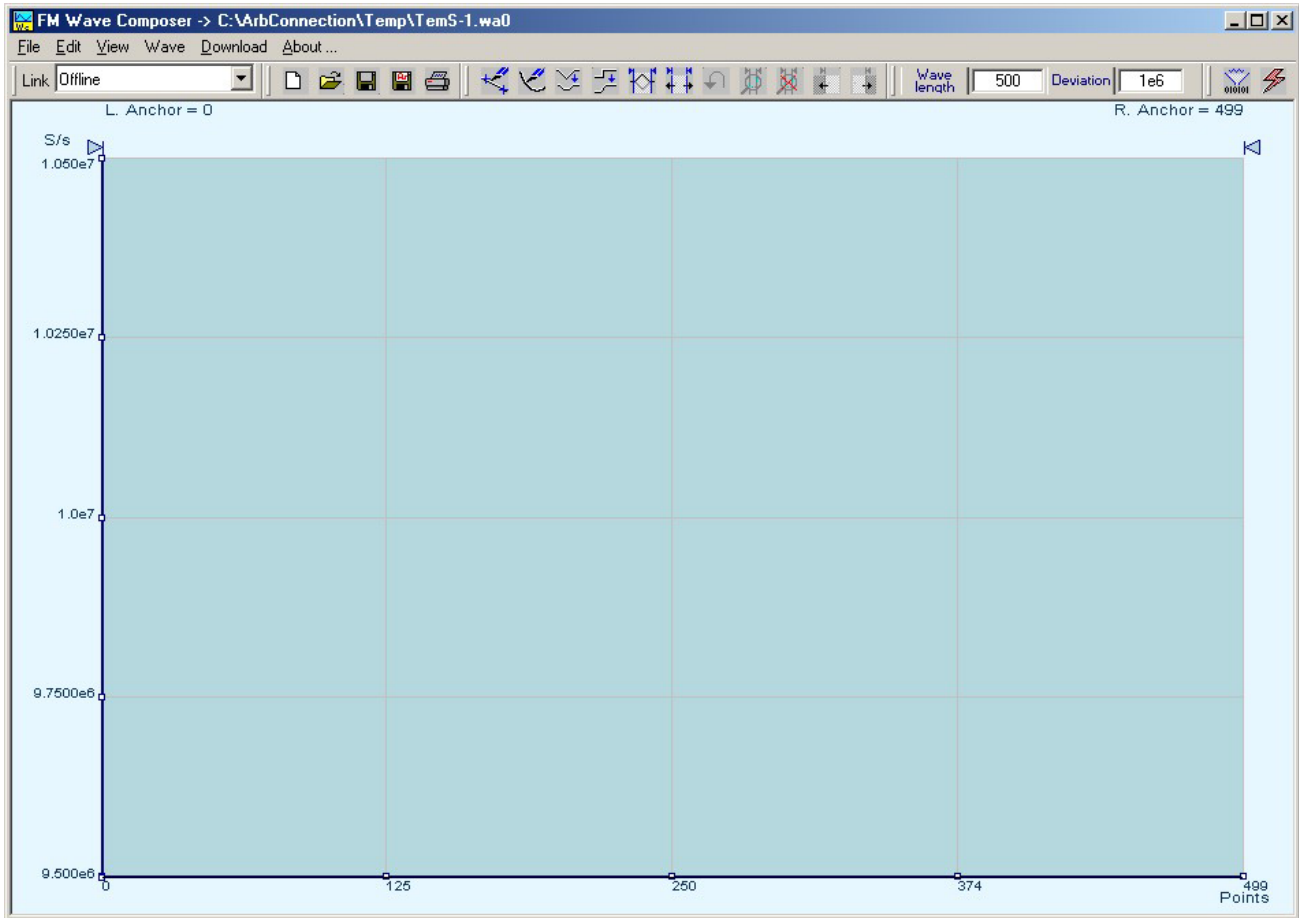 FM Wave Composer -> C:\ArbConnection\Temp\TemS-1.wa0
File Edit View Wave Download About ...
Link Offline Wave length 500 Deviation 1e6
L. Anchor = 0 R. Anchor = 499
S/s
1.050e7
1.0250e7
1.0e7
9.7500e6
9.500e6
0 125 250 374 499
Points